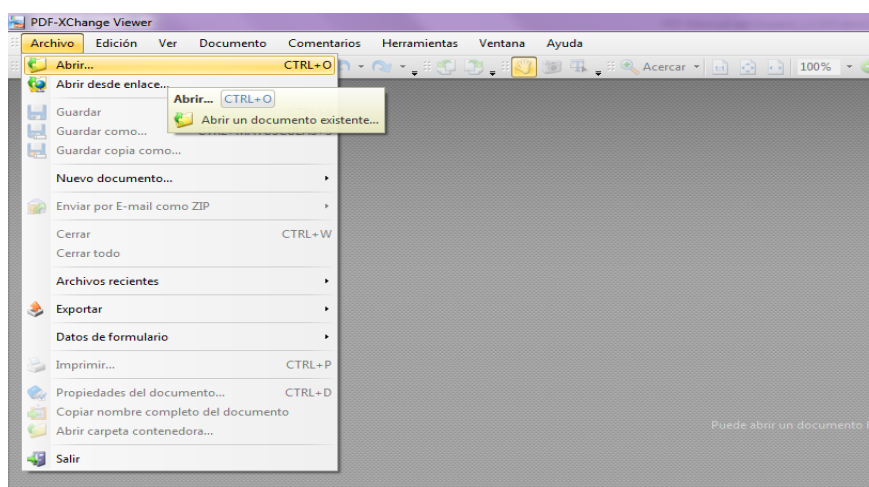 PDF-XChange Viewer
Archivo Edición Ver Documento Comentarios Herramientas Ventana Ayuda
Abrir... CTRL+O
Acercar 100%
Abrir desde enlace...
Abrir... CTRL+O
Abrir un documento existente...
Guardar
Guardar como...
Guardar copia como...
Nuevo documento...
Enviar por E-mail como ZIP
Cerrar CTRL+W
Cerrar todo
Archivos recientes
Exportar
Datos de formulario
Imprimir... CTRL+P
Propiedades del documento... CTRL+D
Copiar nombre completo del documento
Abrir carpeta contenedora...
Puede abrir un documento
Salir